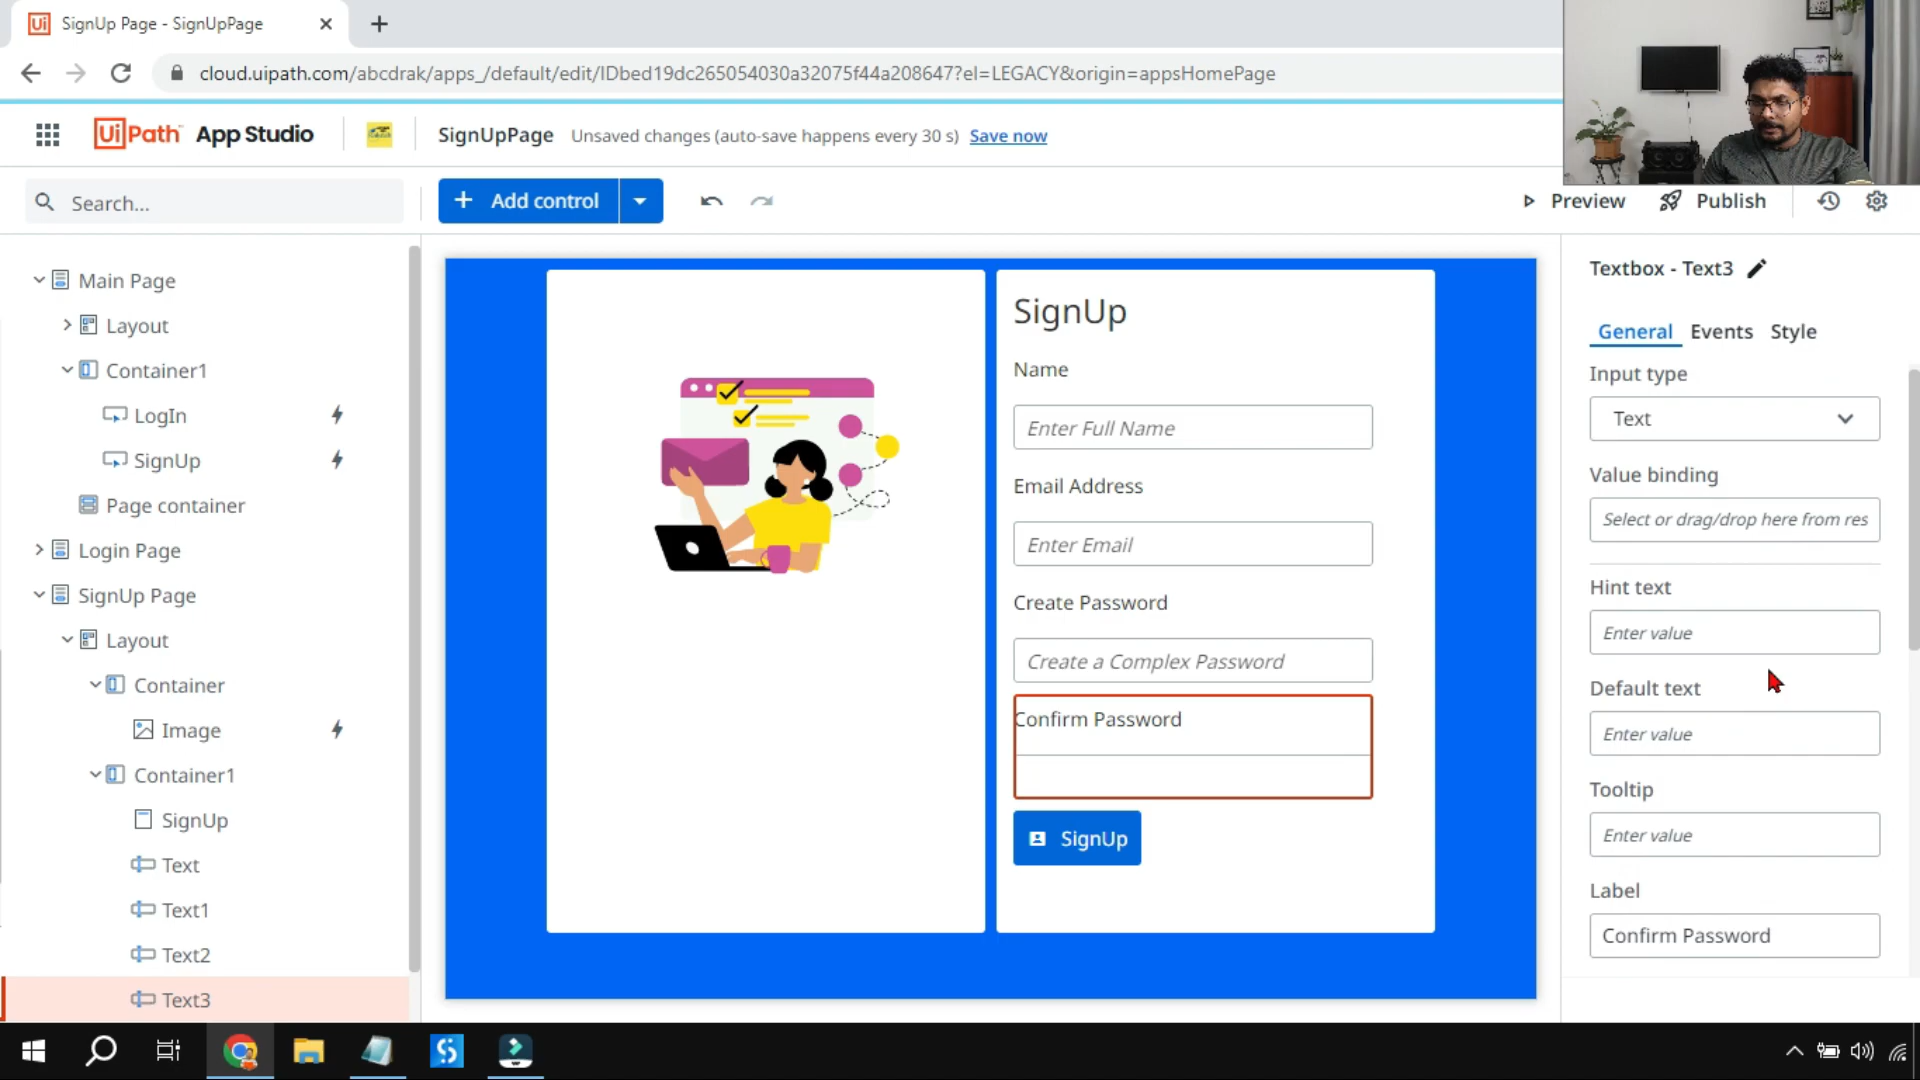 Ui SignUp Page - SignUpPage
cloud.uipath.com/abcdrak/apps_/default/edit/IDbed19dc265054030a32075f44a208647?el=LEGACY&origin=appsHomePage
UiPath App Studio
SignUpPage
Unsaved changes (auto-save happens every 30 s)
Save now
Search...
Add control
Preview
Publish
Main Page
Layout
Container1
LogIn
SignUp
Page container
Login Page
SignUp Page
Layout
Container
Image
Container1
SignUp
Text
Text1
Text2
Text3
SignUp
Name
Enter Full Name
Email Address
Enter Email
Create Password
Create a Complex Password
Confirm Password
SignUp
Textbox - Text3
General
Events
Style
Input type
Text
Value binding
Select or drag/drop here from res
Hint text
Enter value
Default text
Enter value
Tooltip
Enter value
Label
Confirm Password